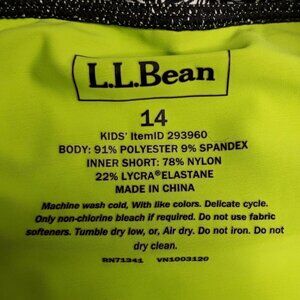 L.L.Bean
14
KIDS' ItemID 293960
BODY: 91% POLYESTER 9% SPANDEX
INNER SHORT: 78% NYLON
22% LYCRA® ELASTANE
MADE IN CHINA
Machine wash cold, With like colors. Delicate cycle.
Only non-chlorine bleach if required. Do not use fabric
softeners. Tumble dry low, or, Air dry. Do not iron. Do not
dry clean.
RN71341 VN1003120